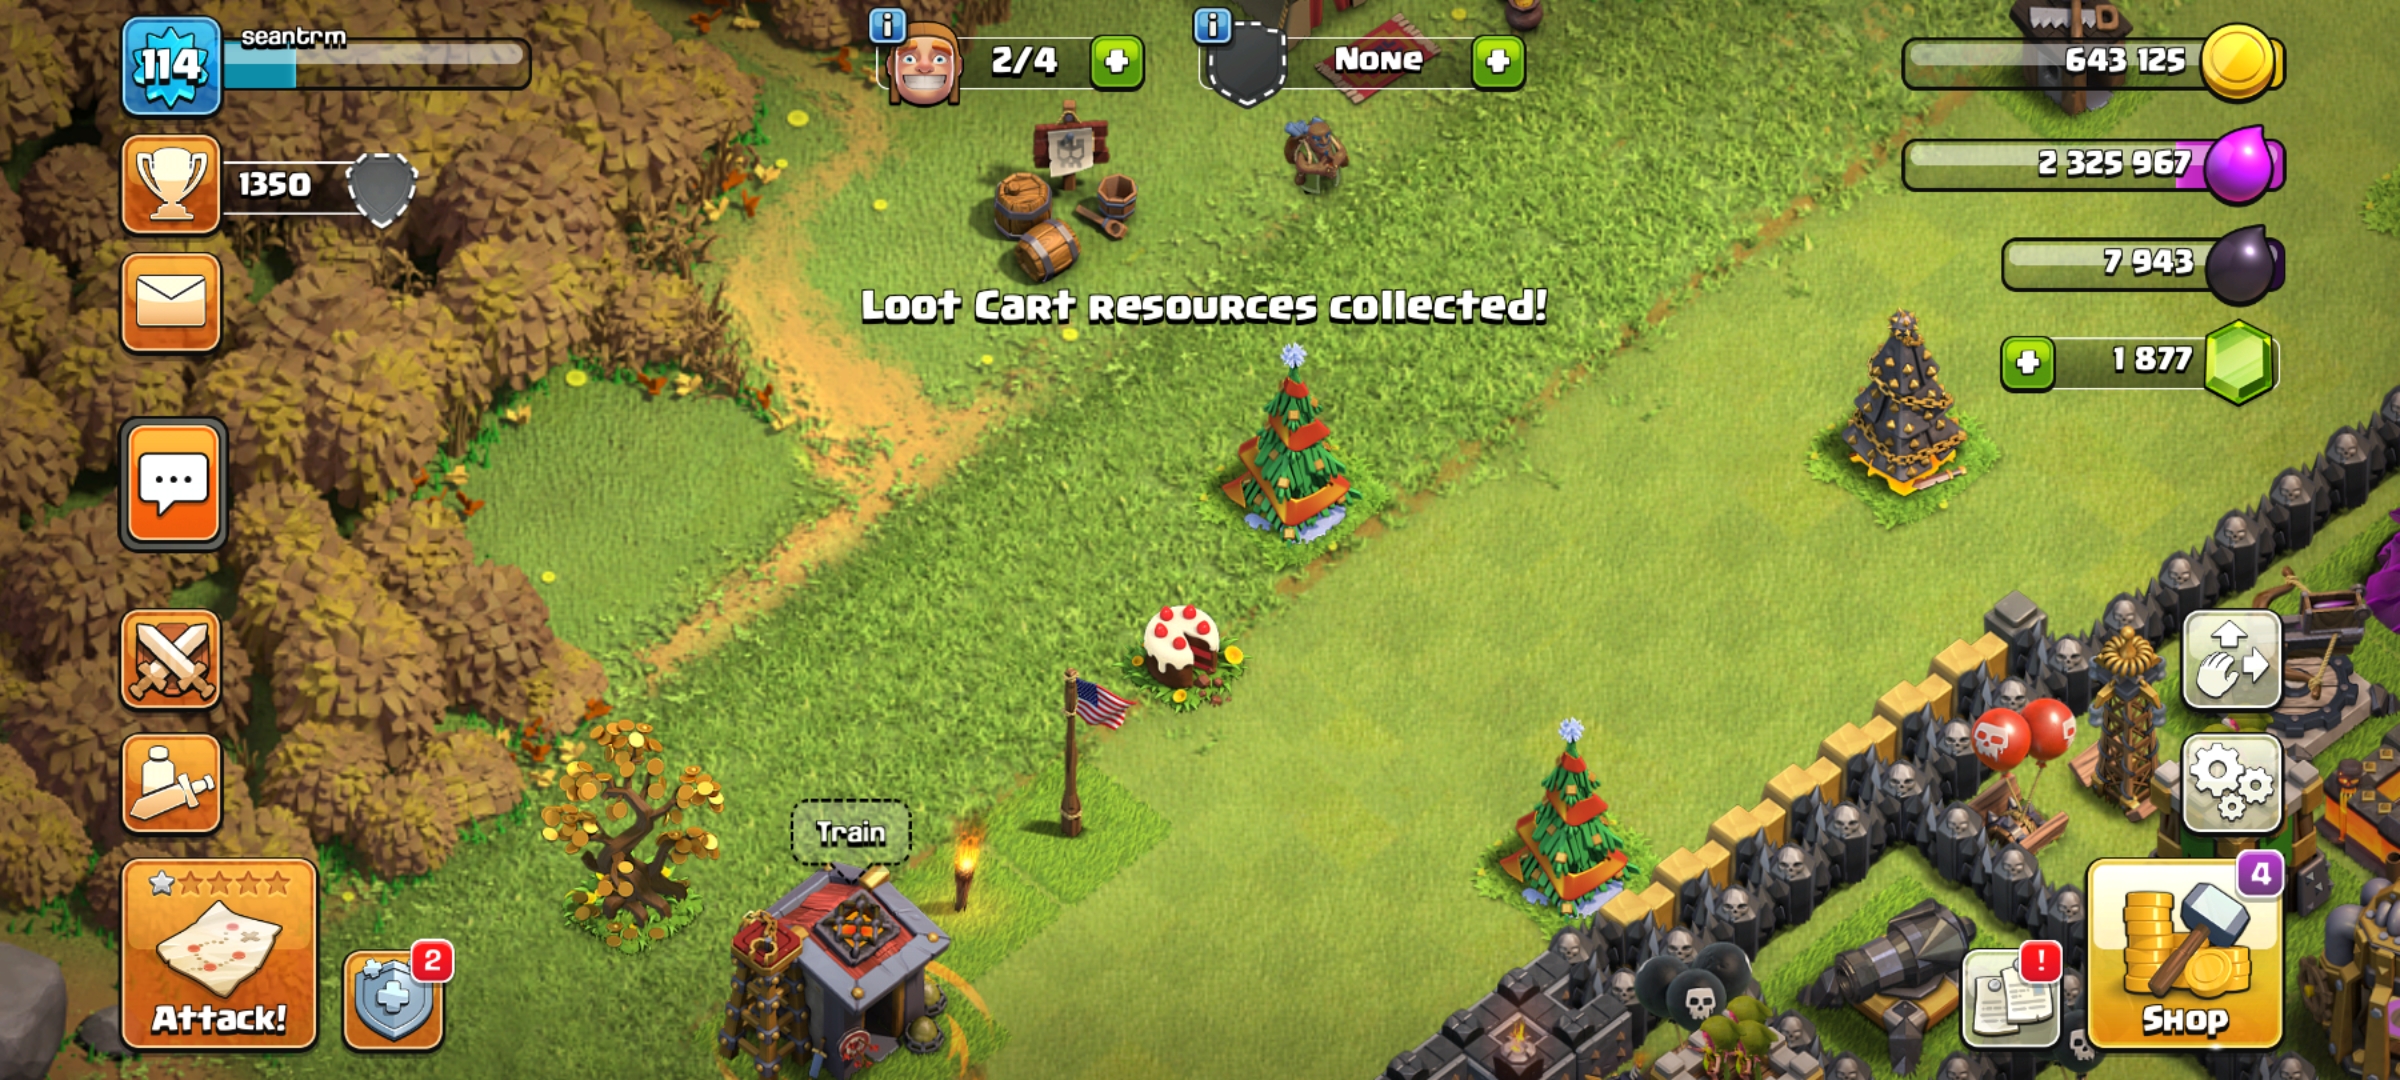 114
seantrm
2/4
None
643 125
1350
2 325 967
7 943
Loot Cart resources collected!
1 877
Train
4
2
!
Attack!
Shop